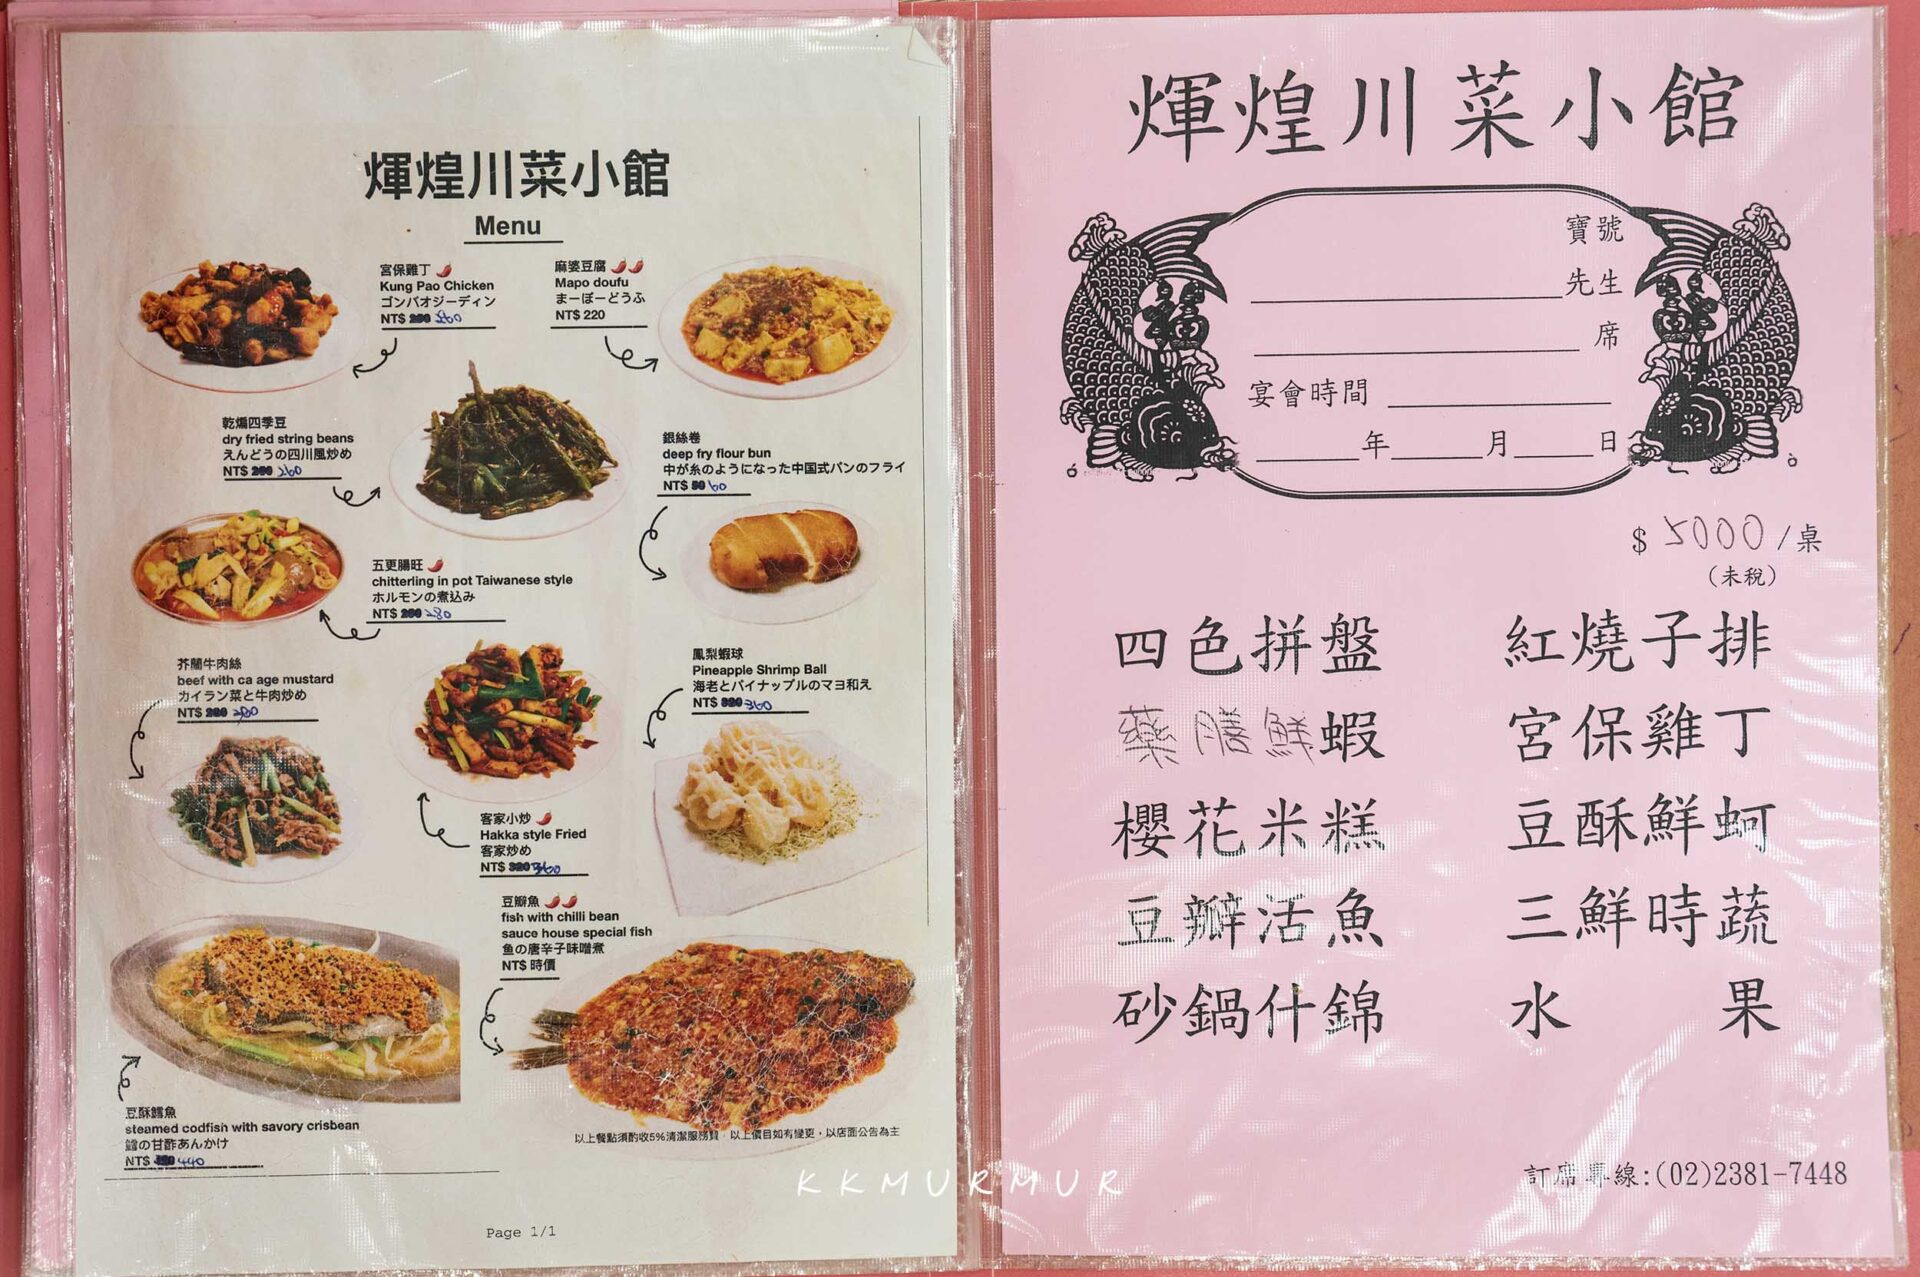 輝煌川菜小館
Menu
宮保雞丁
Kung Pao Chicken
ゴンバオジーディン
NT$ 260
麻婆豆腐
Mapo doufu
まーぼーどうふ
NT$ 220
乾煸四季豆
dry fried string beans
えんどうの四川風炒め
NT$ 260
銀絲卷
deep fry flour bun
中が糸のようになった中国式パンのフライ
NT$ 60
五更腸旺
chitterling in pot Taiwanese style
ホルモンの煮込み
NT$ 280
芥蘭牛肉絲
beef with ca age mustard
カイラン菜と牛肉炒め
NT$ 280
鳳梨蝦球
Pineapple Shrimp Ball
海老とパイナップルのマヨ和え
NT$ 320 360
客家小炒
Hakka style Fried
客家炒め
NT$ 320 360
豆瓣魚
fish with chilli bean
sauce house special fish
魚の唐辛子味噌煮
NT$ 時價
豆酥鱈魚
steamed codfish with savory crisbean
鱈の甘酢あんかけ
NT$ 440
以上餐點須酌收5%清潔服務費，以上價目如有變更，以店面公告為主
Page 1/1
輝煌川菜小館
寶號
先生
席
宴會時間
年 月 日
$ 5000 /桌
(未稅)
四色拼盤 紅燒子排
藥膳鮮蝦 宮保雞丁
櫻花米糕 豆酥鮮蚵
豆瓣活魚 三鮮時蔬
砂鍋什錦 水果
訂席專線:(02)2381-7448
KKMURMUR